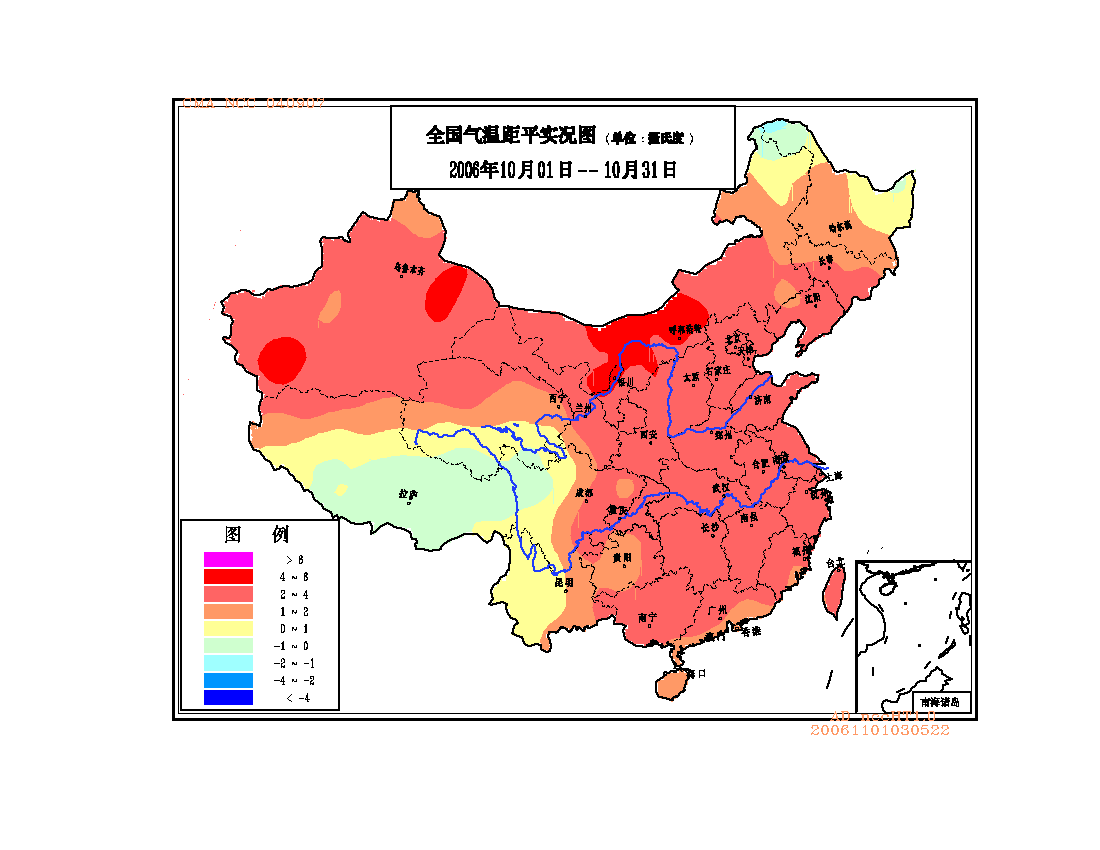 CMA NCC 040902
全国气温距平实况图 (单位:摄氏度)
2006年10月01日 -- 10月31日
哈尔滨
长春
乌鲁木齐
沈阳
呼和浩特
北京
天津
银川
太原
石家庄
西宁
兰州
济南
西安
郑州
合肥
南京
上海
拉萨
成都
武汉
杭州
重庆
长沙
南昌
贵阳
福州
台北
昆明
南宁
广州
澳门
香港
海口
图 例
> 6
4 ~ 6
2 ~ 4
1 ~ 2
0 ~ 1
-1 ~ 0
-2 ~ -1
-4 ~ -2
< -4
南海诸岛
20061101030522